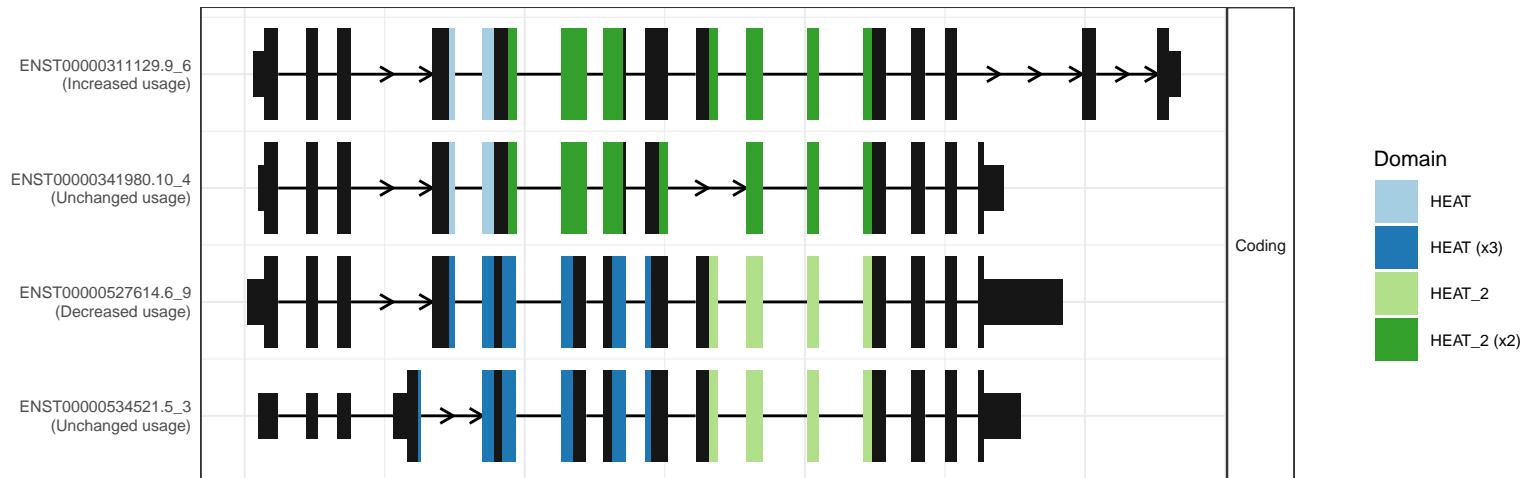 ENST00000311129.9_6
(Increased usage)
ENST00000341980.10_4
(Unchanged usage)
ENST00000527614.6_9
(Decreased usage)
ENST00000534521.5_3
(Unchanged usage)
Coding
Domain
HEAT
HEAT (x3)
HEAT_2
HEAT_2 (x2)